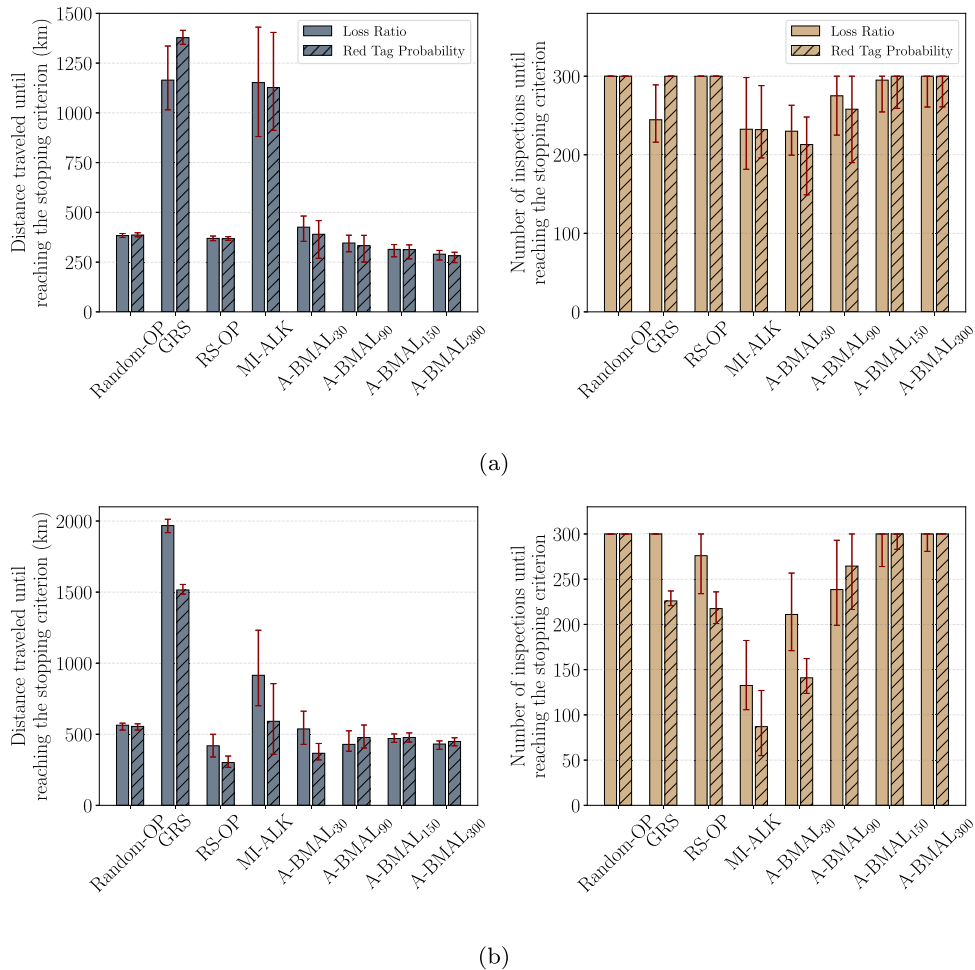 Distance traveled until
reaching the stopping criterion (km)
1500
1250
1000
750
500
250
0
Loss Ratio
Red Tag Probability
Random-OP
GRS
RS-OP
MI-ALK
A-BMAL₃₀
A-BMAL₉₀
A-BMAL₁₅₀
A-BMAL₃₀₀
Number of inspections until
reaching the stopping criterion
300
200
100
0
Loss Ratio
Red Tag Probability
Random-OP
GRS
RS-OP
MI-ALK
A-BMAL₃₀
A-BMAL₉₀
A-BMAL₁₅₀
A-BMAL₃₀₀
(a)
Distance traveled until
reaching the stopping criterion (km)
2000
1500
1000
500
0
Random-OP
GRS
RS-OP
MI-ALK
A-BMAL₃₀
A-BMAL₉₀
A-BMAL₁₅₀
A-BMAL₃₀₀
Number of inspections until
reaching the stopping criterion
300
250
200
150
100
50
0
Random-OP
GRS
RS-OP
MI-ALK
A-BMAL₃₀
A-BMAL₉₀
A-BMAL₁₅₀
A-BMAL₃₀₀
(b)